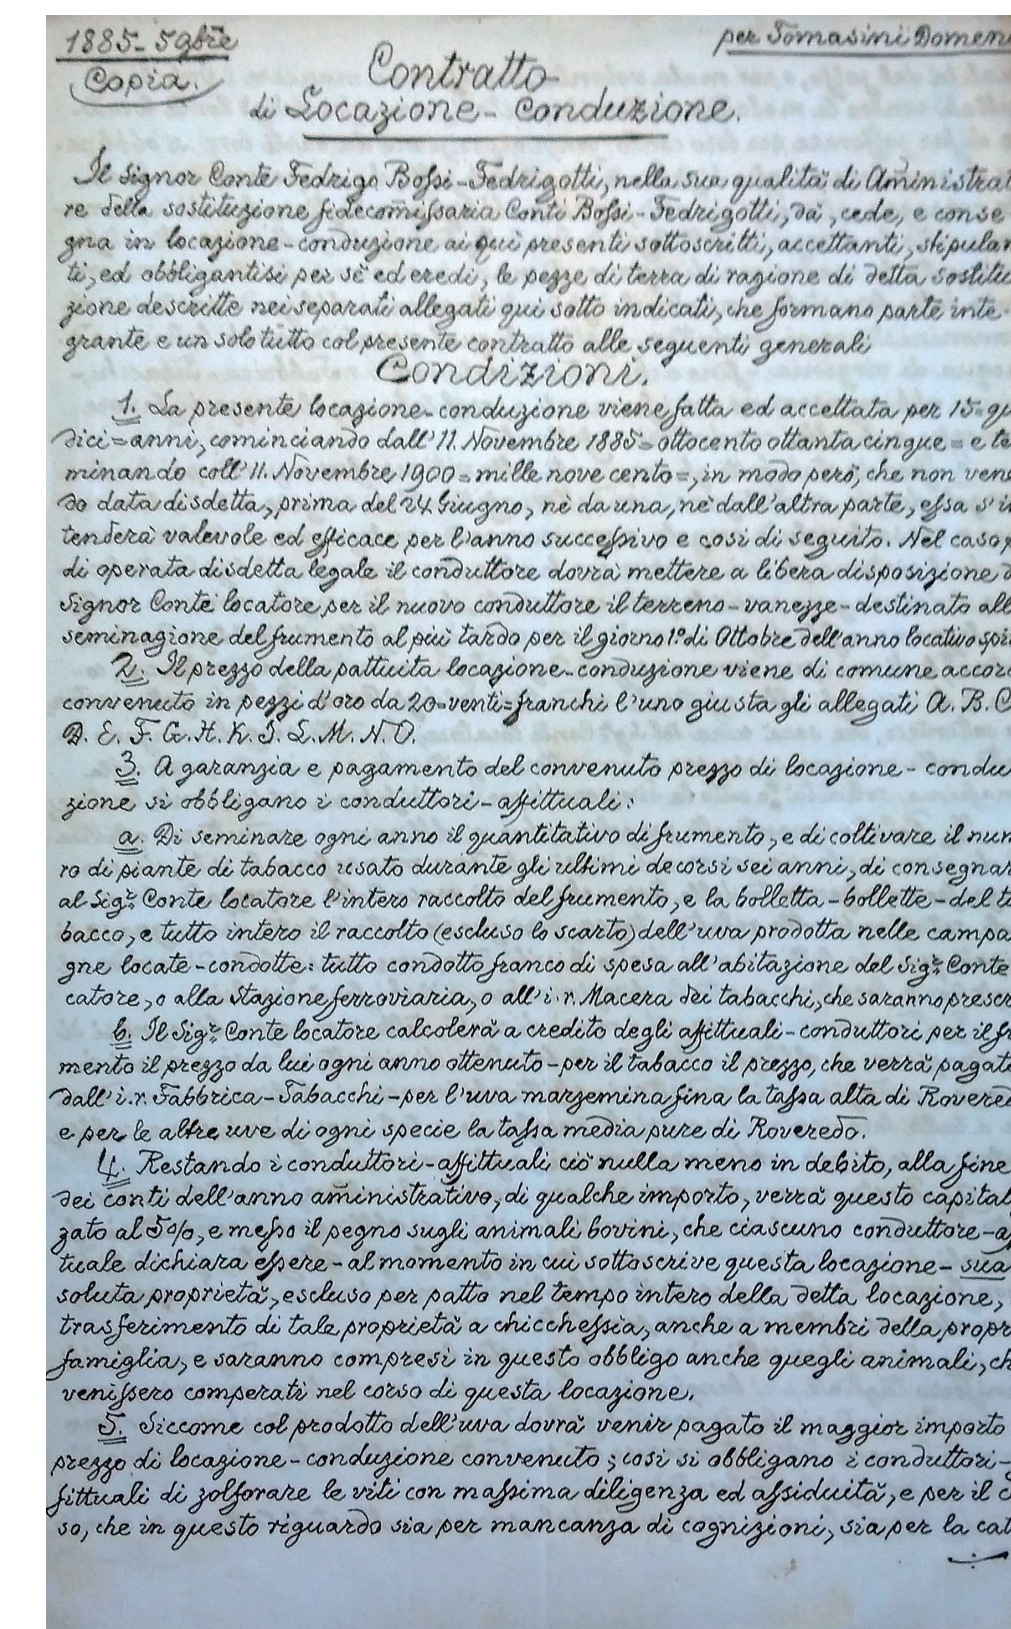 1885 - 5 9bre
per Tomasini Domeni
Copia.
Contratto
di Locazione - Conduzione.
Il Signor Conte Fedrigo Bossi-Fedrigotti, nella sua qualità di Am̄inistrat
re della sostituzione fidecom̄issaria Conti Bossi-Fedrigotti, dà, cede, e conse-
gna in locazione-conduzione ai quì presenti sottoscritti, accettanti, stipulan
ti, ed obbligantisi per sè ed eredi, le pezze di terra di ragione di detta sostitu
zione descritte nei separati allegati qui sotto indicati, che formano parte inte-
grante e un solo tutto col presente contratto alle seguenti generali
Condizioni.
1. La presente locazione-conduzione viene fatta ed accettata per 15=qu
dici=anni, cominciando dall'11. Novembre 1885=ottocento ottanta cinque=e te
minando coll'11. Novembre 1900=mille nove cento=, in modo però, che non vene
do data disdetta, prima del 24 Giugno, nè da una, nè dall'altra parte, essa s'in
tenderà valevole ed efficace per l'anno successivo e così di seguito. Nel caso p
di operata disdetta legale il conduttore dovrà mettere a libera disposizione d
Signor Conte locatore, per il nuovo conduttore il terreno-vanezze-destinato all
seminagione del frumento al più tardo per il giorno 1º di Ottobre dell'anno locativo spi
2. Il prezzo della pattuita locazione-conduzione viene di comune accor
convenuto in pezzi d'oro da 20=venti=franchi l'uno giusta gli allegati A. B. C
D. E. F. G. H. K. I. L. M. N. O.
3. A garanzia e pagamento del convenuto prezzo di locazione-condu
zione si obbligano i conduttori-affittuali:
a. Di seminare ogni anno il quantitativo di frumento, e di coltivare il num
ro di piante di tabacco usato durante gli ultimi decorsi sei anni, di consegnar
al Sigr. Conte locatore l'intero raccolto del frumento, e la bolletta-bollette-del t
bacco, e tutto intero il raccolto (escluso lo scarto) dell'uva prodotta nelle campa
gne locate-condotte: tutto condotto franco di spesa all'abitazione del Sigr. Conte
catore, o alla Stazione ferroviaria, o all'i.r. Macera dei tabacchi, che saranno prescr
b. Il Sigr. Conte locatore calcolerà a credito degli affittuali-conduttori per il fr
mento il prezzo da lui ogni anno ottenuto-per il tabacco il prezzo, che verrà pagat
dall'i.r. Fabbrica-Tabacchi-per l'uva marzemina fina la tassa alta di Rovered
e per le altre uve di ogni specie la tassa media pure di Roveredo.
4. Restando i conduttori-affittuali ciò nulla meno in debito, alla fine
dei conti dell'anno am̄inistrativo, di qualche importo, verrà questo capital
zato al 5%, e messo il pegno sugli animali bovini, che ciascuno conduttore-af
tuale dichiara essere-al momento in cui sottoscrive questa locazione-sua
soluta proprietà, escluso per patto nel tempo intero della detta locazione,
trasferimento di tale proprietà a chicchessia, anche a membri della propr
famiglia, e saranno compresi in questo obbligo anche quegli animali, ch
venissero comperati nel corso di questa locazione.
5. Siccome col prodotto dell'uva dovrà venir pagato il maggior importo
prezzo di locazione-conduzione convenuto; così si obbligano i conduttori-
fittuali di zolforare le viti con massima diligenza ed assiduità, e per il c
so, che in questo riguardo sia per mancanza di cognizioni, sia per la cat